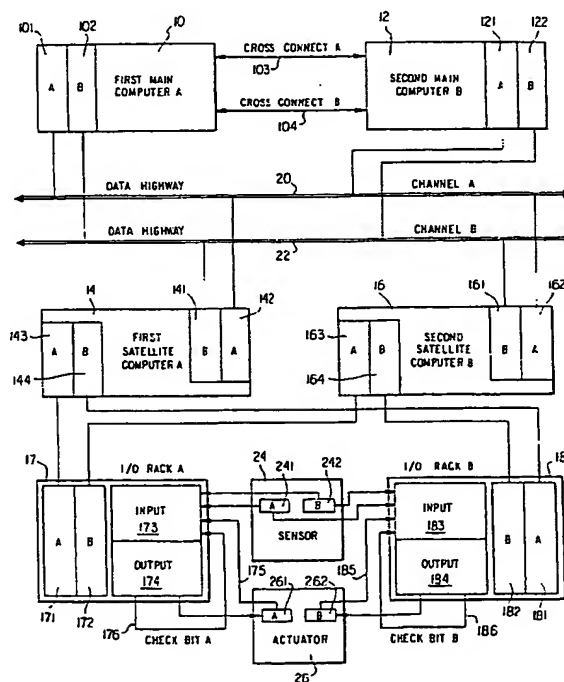 101 102 10 12 121 122
CROSS CONNECT A
103
A B FIRST MAIN COMPUTER A
SECOND MAIN COMPUTER B A B
CROSS CONNECT B
104
20
DATA HIGHWAY CHANNEL A
DATA HIGHWAY CHANNEL B
22
14 141 142 16 161 162
143 163
A B FIRST SATELLITE COMPUTER A B A
A B SECOND SATELLITE COMPUTER B B A
144 164
17 I/O RACK A 24 241 242 I/O RACK B 18
A B INPUT 173
A B
SENSOR
INPUT 183 B A
OUTPUT 174
175 261 262 185
OUTPUT 194
171 172 182 181
A B
ACTUATOR
176 CHECK BIT A
CHECK BIT B 186
26